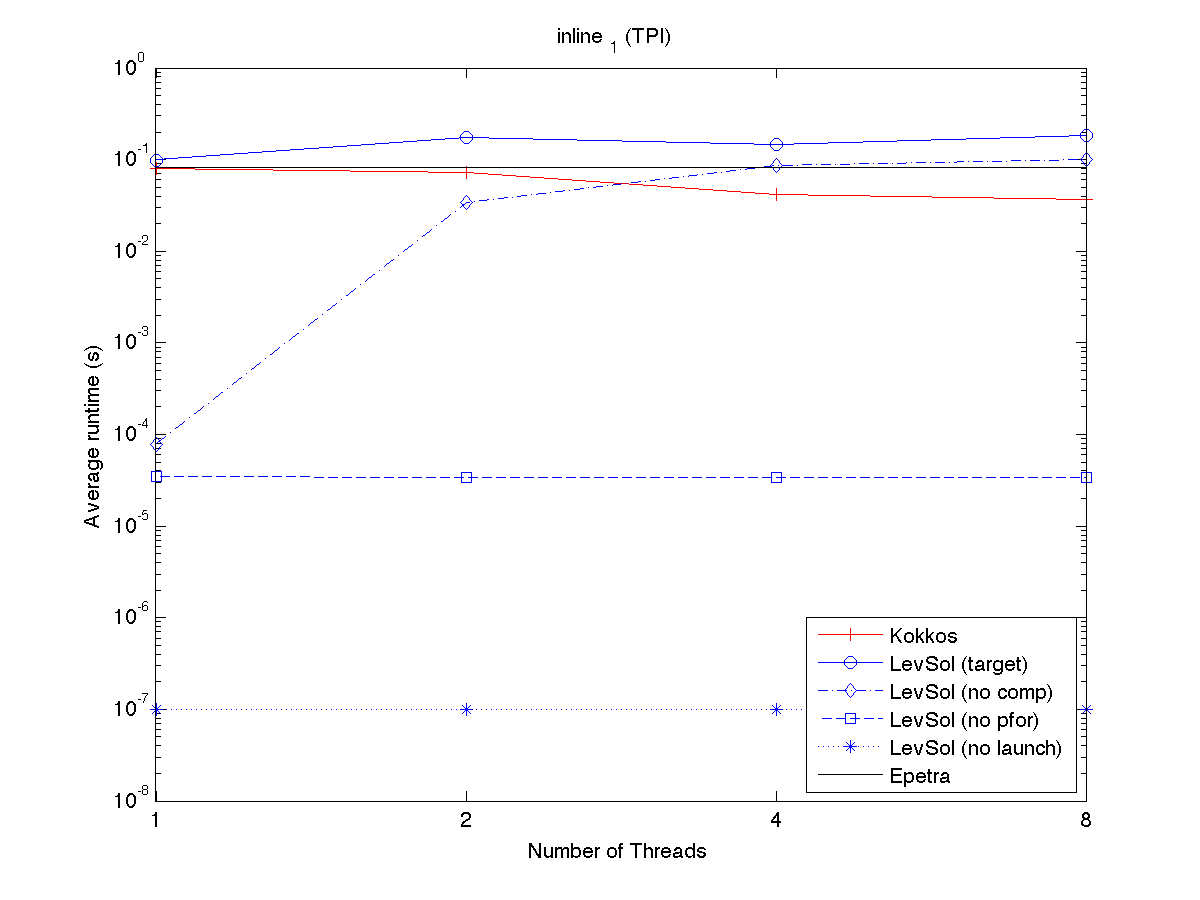 inline 1 (TPI)
10^0
10^-1
10^-2
10^-3
10^-4
10^-5
10^-6
10^-7
10^-8
Average runtime (s)
1 2 4 8
Number of Threads
Kokkos
LevSol (target)
LevSol (no comp)
LevSol (no pfor)
LevSol (no launch)
Epetra